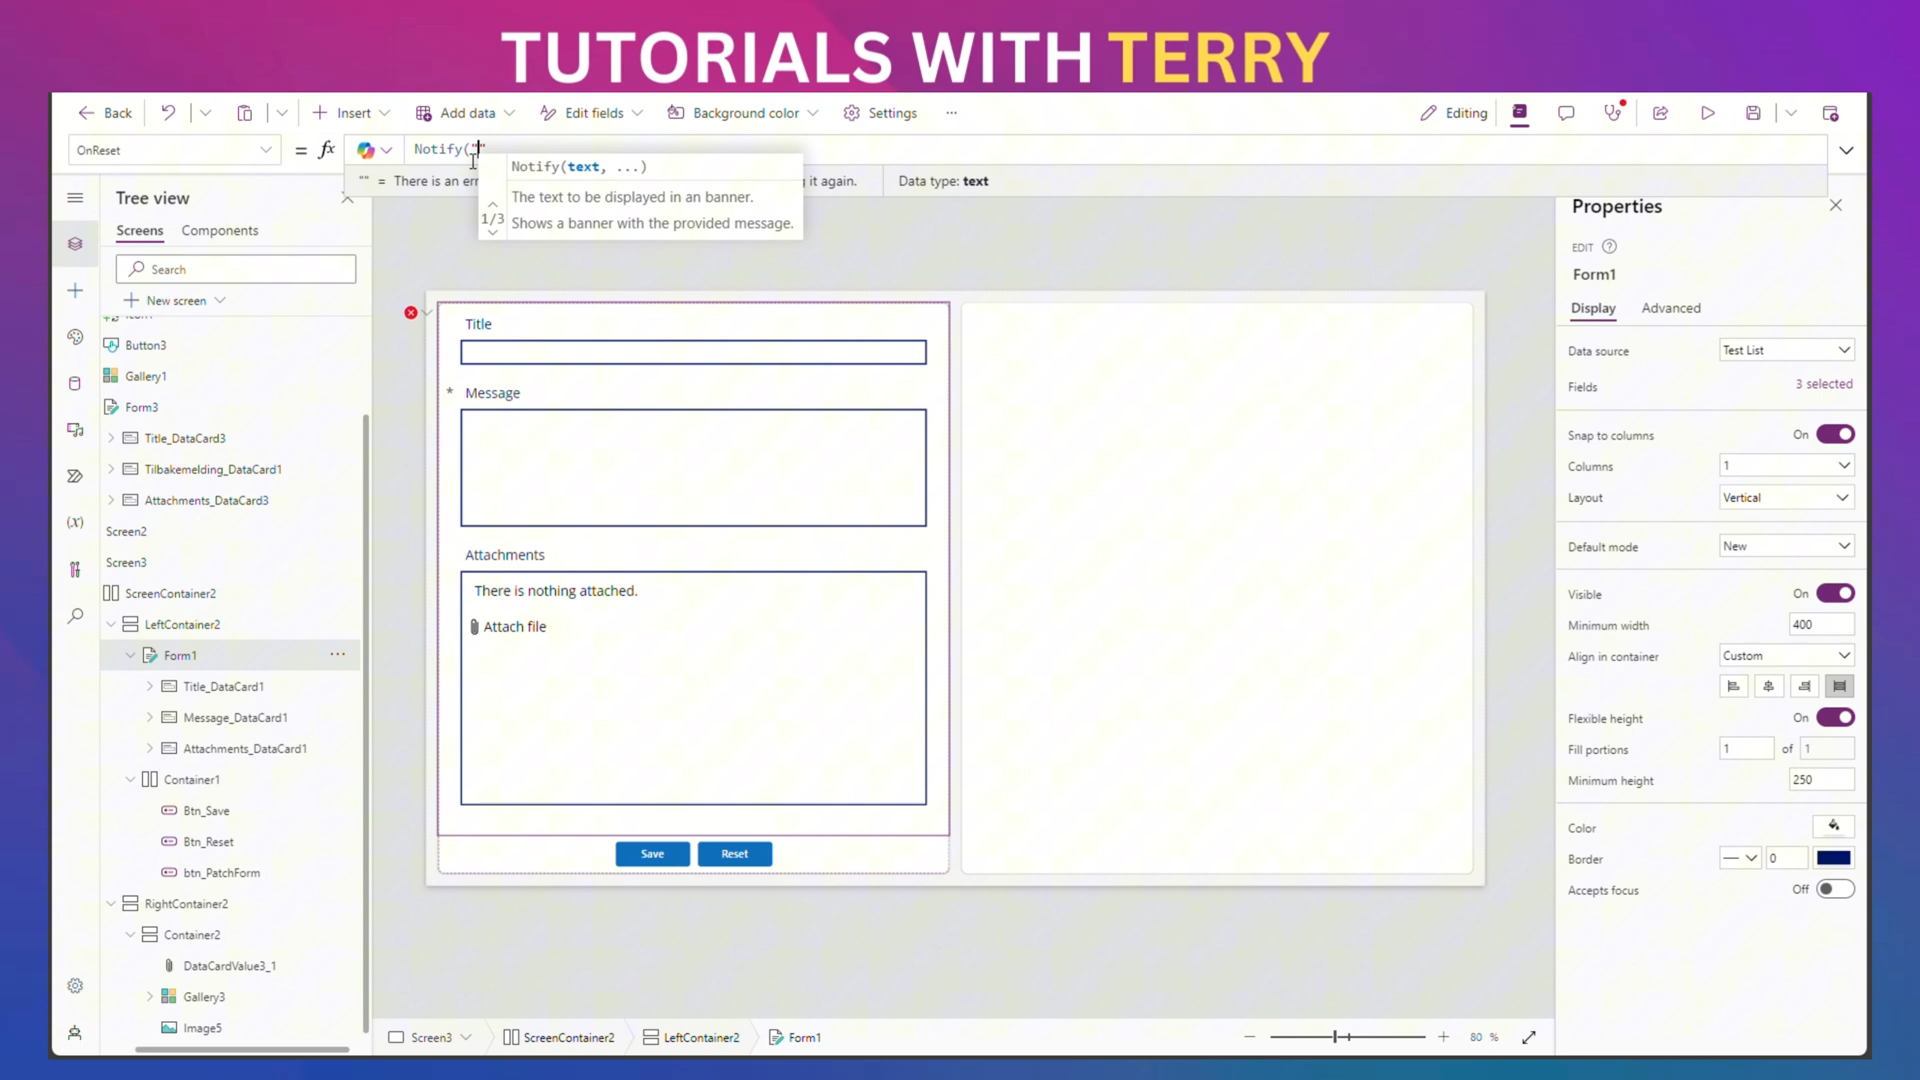 TUTORIALS WITH TERRY
Back
Insert
Add data
Edit fields
Background color
Settings
...
Editing
OnReset
= fx
Notify(""
Notify(text, ...)
"" = There is an err
it again.
Data type: text
The text to be displayed in an banner.
1/3
Shows a banner with the provided message.
Tree view
Screens
Components
Search
New screen
Button3
Gallery1
Form3
Title_DataCard3
Tilbakemelding_DataCard1
Attachments_DataCard3
Screen2
Screen3
ScreenContainer2
LeftContainer2
Form1
...
Title_DataCard1
Message_DataCard1
Attachments_DataCard1
Container1
Btn_Save
Btn_Reset
btn_PatchForm
RightContainer2
Container2
DataCardValue3_1
Gallery3
Image5
Title
* Message
Attachments
There is nothing attached.
Attach file
Save
Reset
Screen3
ScreenContainer2
LeftContainer2
Form1
80 %
Properties
EDIT
Form1
Display
Advanced
Data source
Test List
Fields
3 selected
Snap to columns
On
Columns
1
Layout
Vertical
Default mode
New
Visible
On
Minimum width
400
Align in container
Custom
Flexible height
On
Fill portions
1 of 1
Minimum height
250
Color
Border
0
Accepts focus
Off